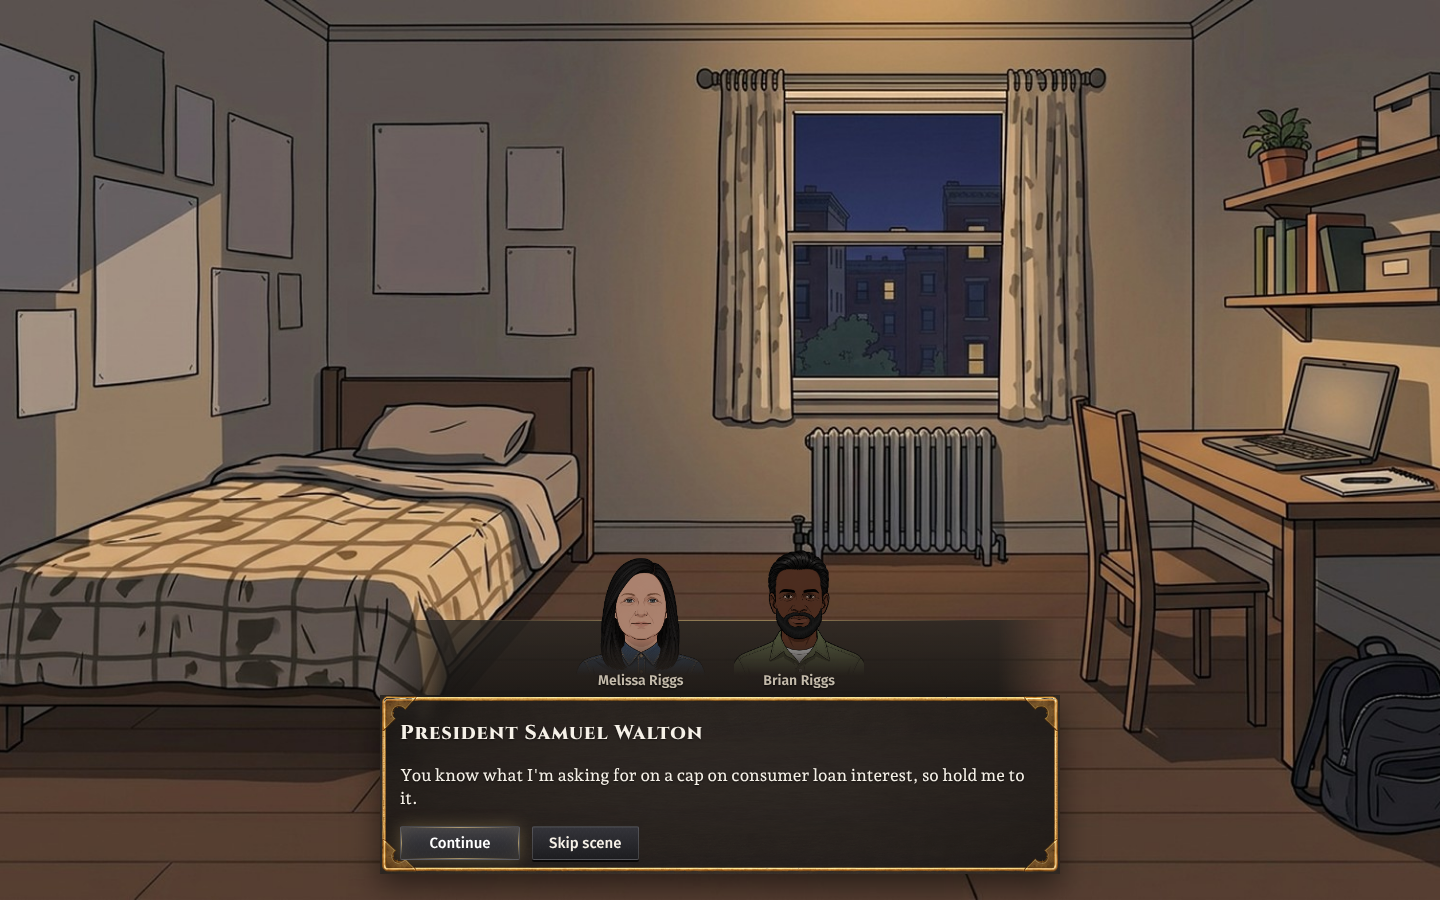 Melissa Riggs
Brian Riggs
President Samuel Walton
You know what I'm asking for on a cap on consumer loan interest, so hold me to
it.
Continue
Skip scene